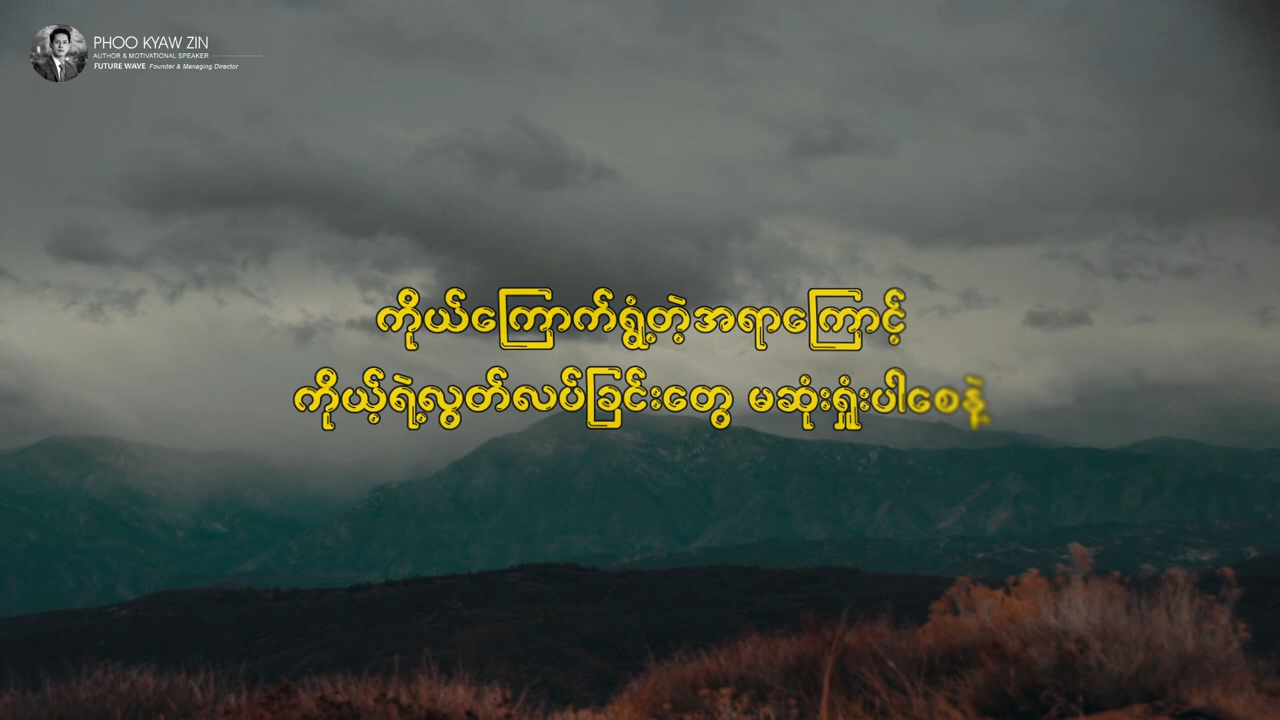 PHOO KYAW ZIN
AUTHOR & MOTIVATIONAL SPEAKER
FUTURE WAVE Founder & Managing Director
ကိုယ်ကြောက်ရွံ့တဲ့အရာကြောင့်
ကိုယ့်ရဲ့လွတ်လပ်ခြင်းတွေ မဆုံးရှုံးပါစေနဲ့